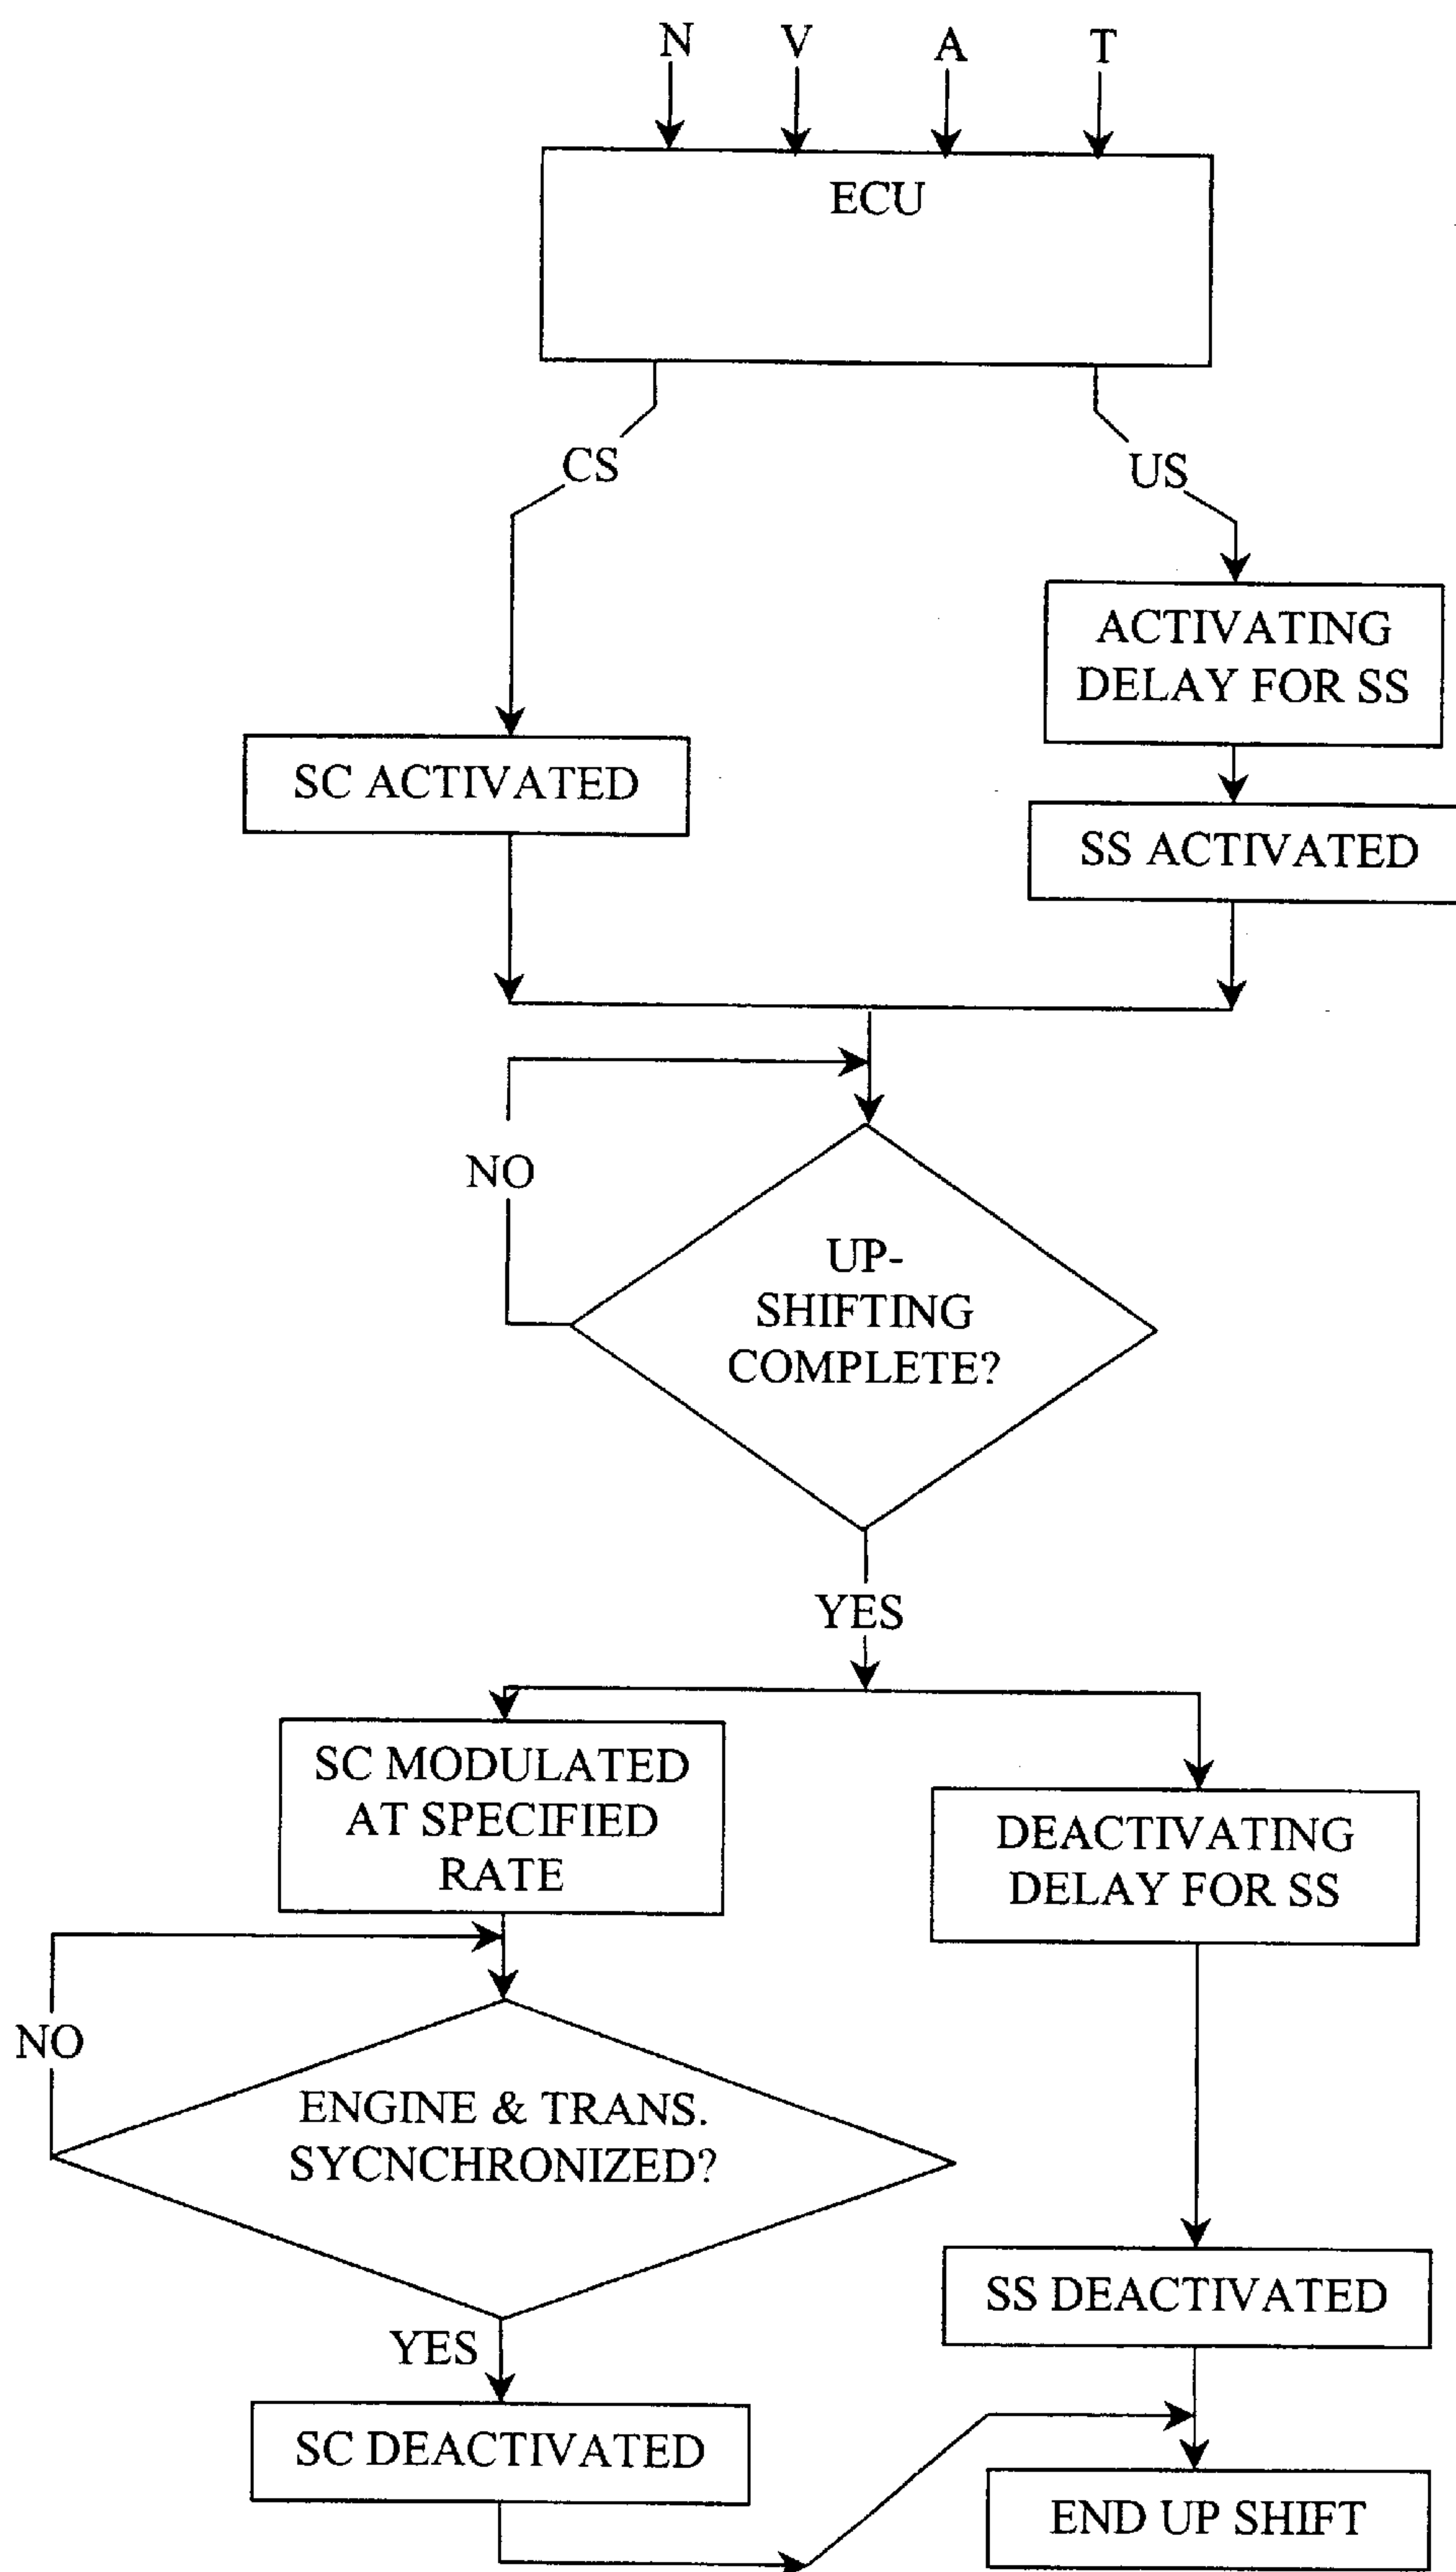 N V A T
ECU
CS
US
ACTIVATING
DELAY FOR SS
SC ACTIVATED
SS ACTIVATED
NO
UP-
SHIFTING
COMPLETE?
YES
SC MODULATED
AT SPECIFIED
RATE
DEACTIVATING
DELAY FOR SS
NO
ENGINE & TRANS.
SYCNCHRONIZED?
SS DEACTIVATED
YES
SC DEACTIVATED
END UP SHIFT